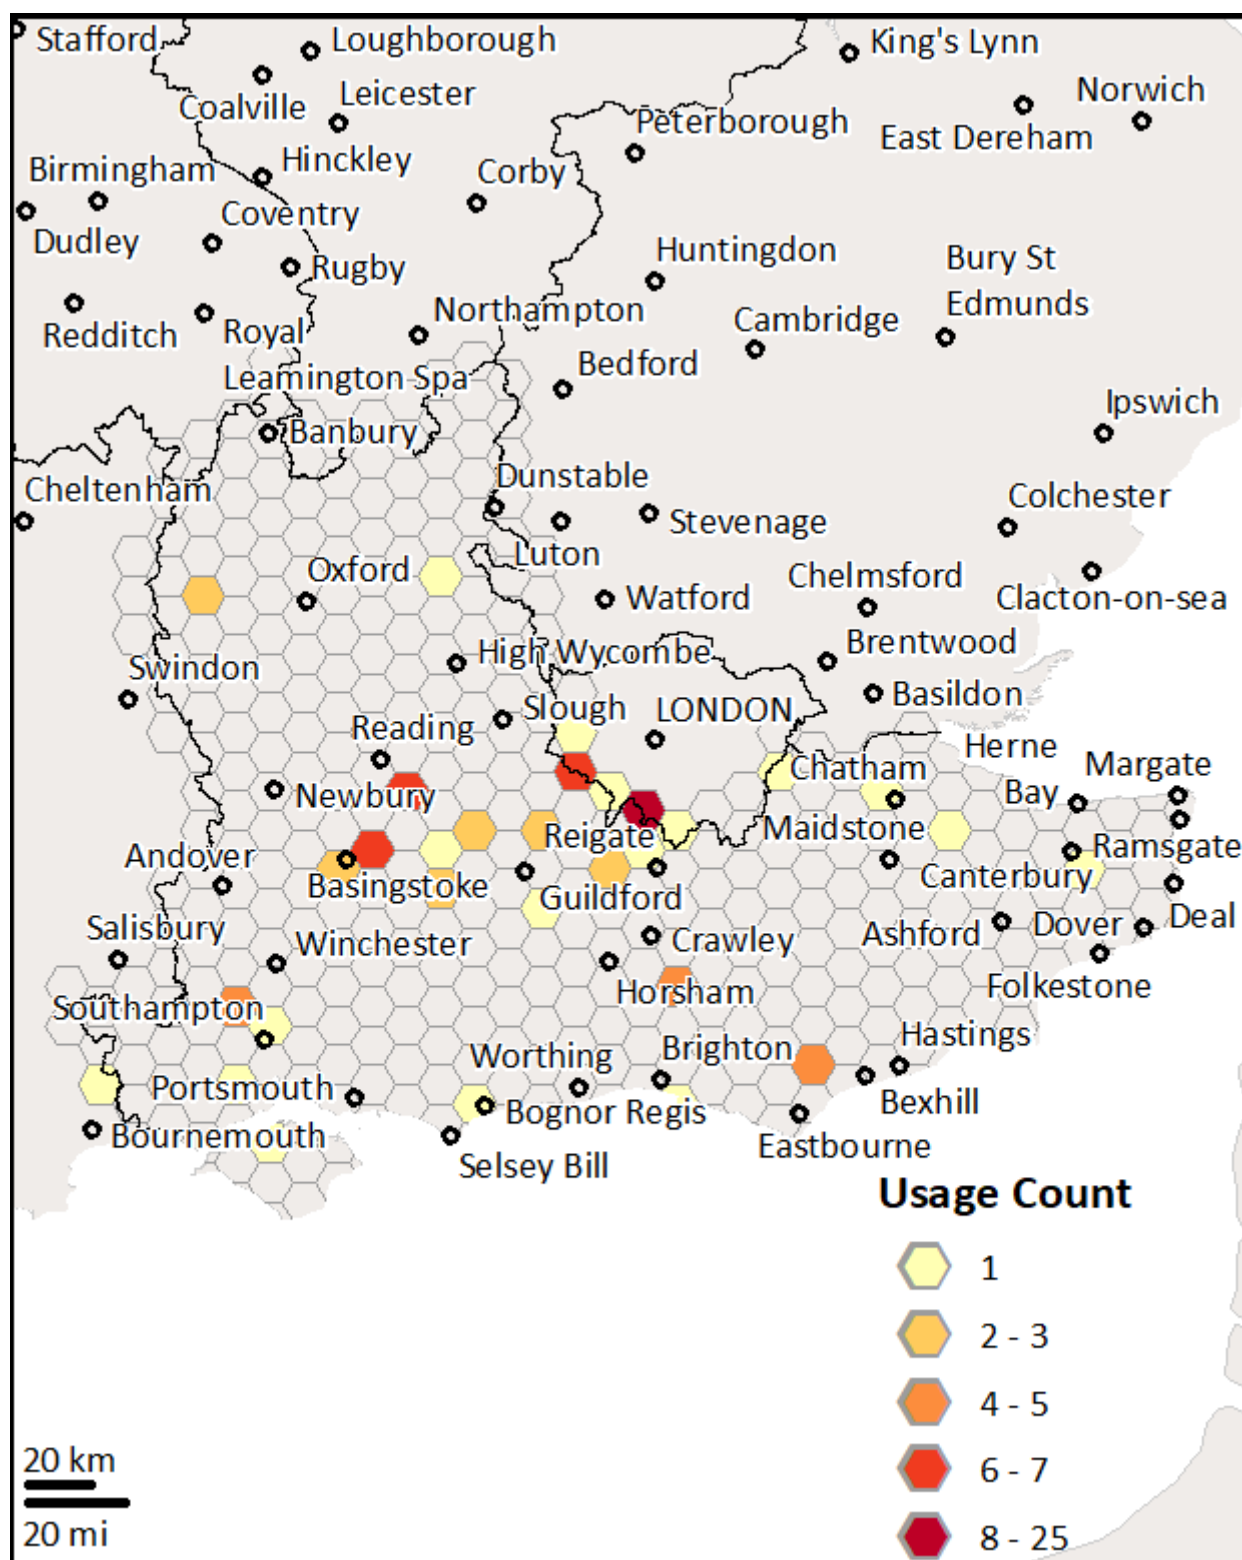 Stafford
Loughborough
King's Lynn
Coalville
Leicester
Norwich
Peterborough
East Dereham
Birmingham
Hinckley
Corby
Dudley
Coventry
Rugby
Huntingdon
Bury St
Edmunds
Redditch
Royal
Leamington Spa
Northampton
Cambridge
Bedford
Ipswich
Banbury
Cheltenham
Dunstable
Stevenage
Colchester
Luton
Oxford
Watford
Chelmsford
Clacton-on-sea
Brentwood
Swindon
High Wycombe
Basildon
Slough
LONDON
Reading
Herne
Bay
Margate
Newbury
Chatham
Reigate
Maidstone
Ramsgate
Andover
Basingstoke
Guildford
Canterbury
Salisbury
Winchester
Crawley
Ashford
Dover
Deal
Southampton
Horsham
Folkestone
Worthing
Brighton
Hastings
Portsmouth
Bognor Regis
Bexhill
Bournemouth
Selsey Bill
Eastbourne
Usage Count
1
2 - 3
4 - 5
6 - 7
8 - 25
20 km
20 mi